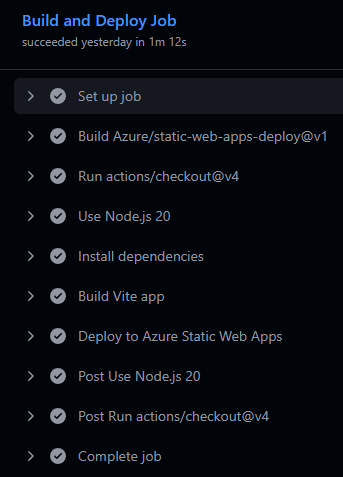 Build and Deploy Job
succeeded yesterday in 1m 12s
Set up job
Build Azure/static-web-apps-deploy@v1
Run actions/checkout@v4
Use Node.js 20
Install dependencies
Build Vite app
Deploy to Azure Static Web Apps
Post Use Node.js 20
Post Run actions/checkout@v4
Complete job